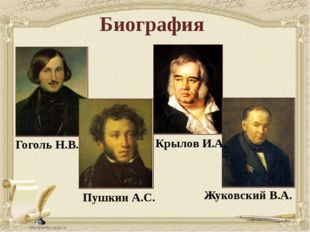 Биография
Гоголь Н.В.
Крылов И.А.
Пушкин А.С.
Жуковский В.А.